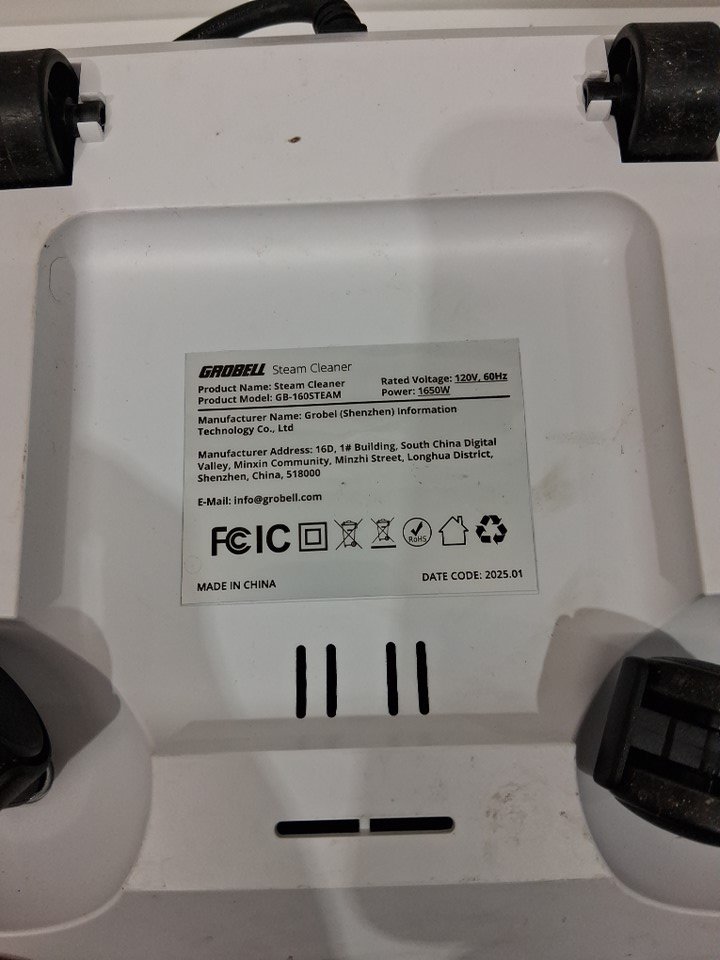 GROBELL Steam Cleaner
Product Name: Steam Cleaner
Product Model: GB-160STEAM
Rated Voltage: 120V, 60Hz
Power: 1650W
Manufacturer Name: Grobel (Shenzhen) Information
Technology Co., Ltd
Manufacturer Address: 16D, 1# Building, South China Digital
Valley, Minxin Community, Minzhi Street, Longhua District,
Shenzhen, China, 518000
E-Mail: info@grobell.com
FC IC RoHS
MADE IN CHINA
DATE CODE: 2025.01